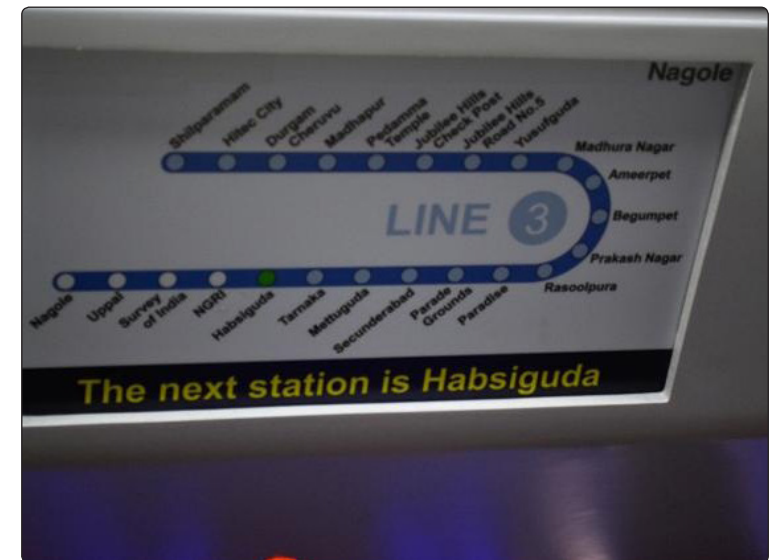 Nagole
Shilparamam
Hitec City
Durgam
Cheruvu
Madhapur
Pedamma
Temple
Jubilee Hills
Check Post
Jubilee Hills
Road No.5
Yusufguda
Madhura Nagar
Ameerpet
Begumpet
Prakash Nagar
Rasoolpura
LINE 3
Nagole
Uppal
Survey
of India
NGRI
Habsiguda
Tarnaka
Mettuguda
Secunderabad
Parade
Grounds
Paradise
The next station is Habsiguda